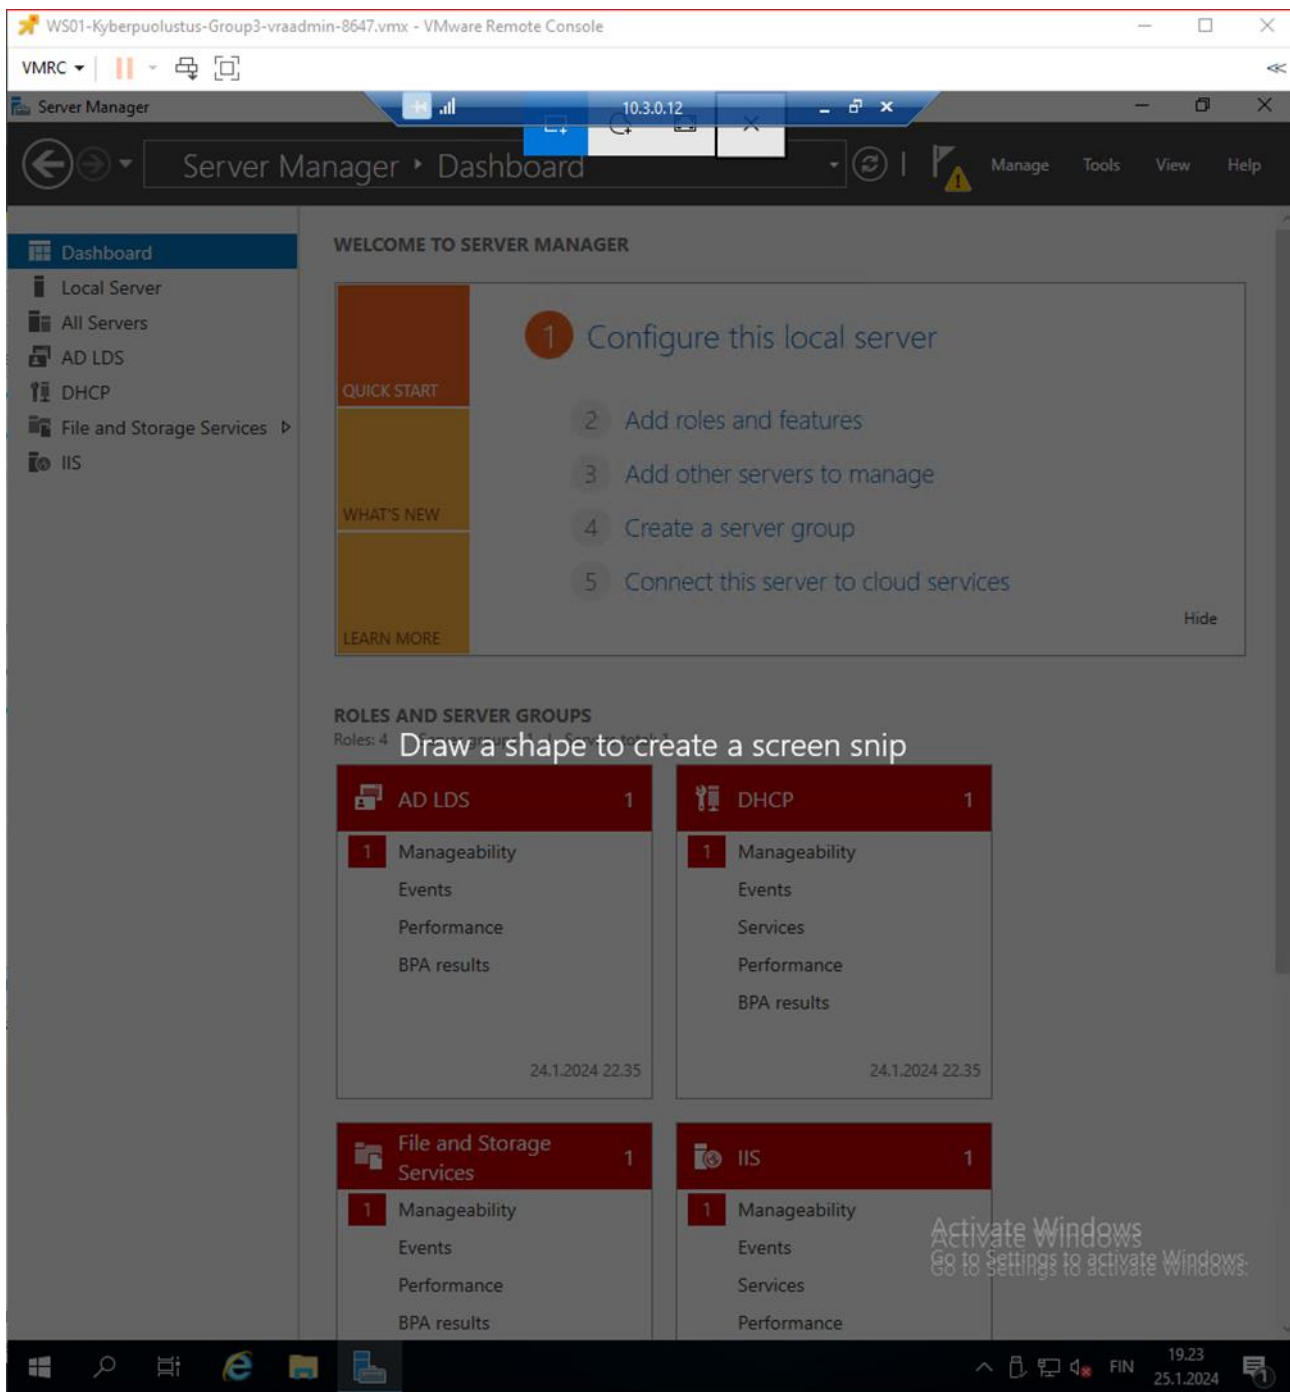 WS01-Kyberpuolustus-Group3-vraadmin-8647.vmx - VMware Remote Console
VMRC
Server Manager
10.3.0.12
Server Manager Dashboard
Manage Tools View Help
Dashboard
Local Server
All Servers
AD LDS
DHCP
File and Storage Services
IIS
WELCOME TO SERVER MANAGER
QUICK START
WHAT'S NEW
LEARN MORE
1 Configure this local server
2 Add roles and features
3 Add other servers to manage
4 Create a server group
5 Connect this server to cloud services
Hide
ROLES AND SERVER GROUPS
Roles: 4
Draw a shape to create a screen snip
AD LDS 1
1 Manageability
Events
Performance
BPA results
24.1.2024 22.35
DHCP 1
1 Manageability
Events
Services
Performance
BPA results
24.1.2024 22.35
File and Storage
Services 1
1 Manageability
Events
Performance
BPA results
IIS 1
1 Manageability
Events
Services
Performance
Activate Windows
Go to Settings to activate Windows.
FIN
19.23
25.1.2024
1